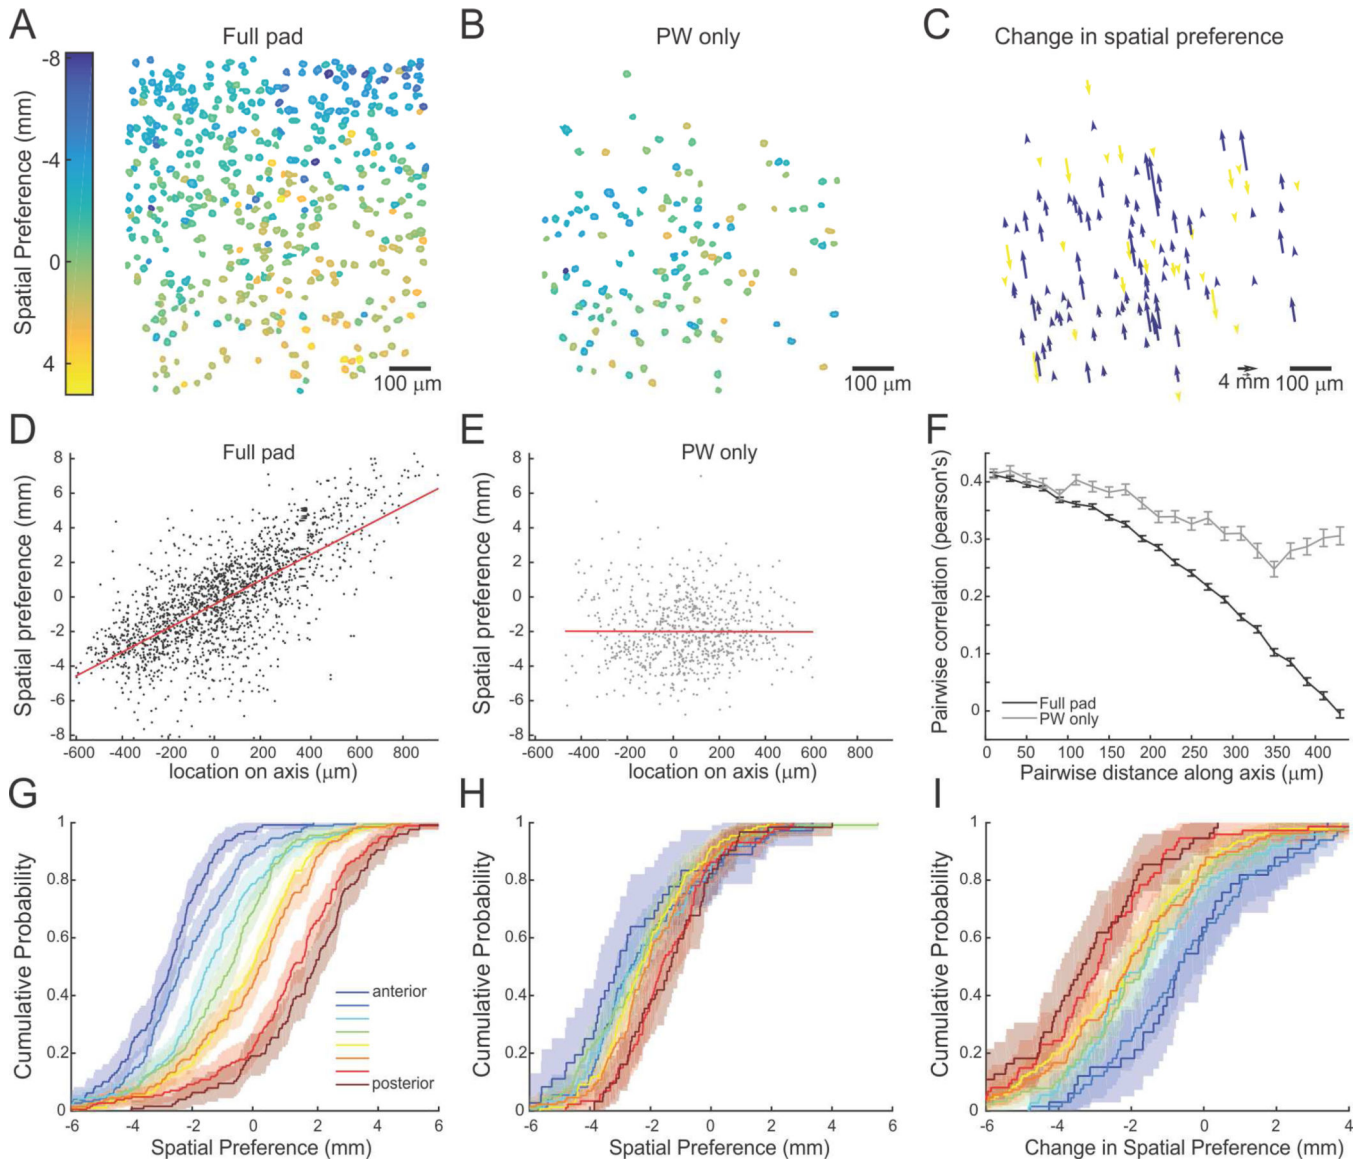 A
Full pad
-8
-4
0
4
Spatial Preference (mm)
100 μm
B
PW only
100 μm
C
Change in spatial preference
4 mm
100 μm
D
Full pad
8
6
4
2
0
-2
-4
-6
-8
Spatial preference (mm)
-600 -400 -200 0 200 400 600 800
location on axis (μm)
E
PW only
8
6
4
2
0
-2
-4
-6
-8
Spatial preference (mm)
-600 -400 -200 0 200 400 600 800
location on axis (μm)
F
0.4
0.3
0.2
0.1
0
Pairwise correlation (pearson's)
Full pad
PW only
0 50 100 150 200 250 300 350 400
Pairwise distance along axis (μm)
G
1
0.8
0.6
0.4
0.2
0
Cumulative Probability
anterior
posterior
-6 -4 -2 0 2 4 6
Spatial Preference (mm)
H
1
0.8
0.6
0.4
0.2
0
Cumulative Probability
-6 -4 -2 0 2 4 6
Spatial Preference (mm)
I
1
0.8
0.6
0.4
0.2
0
Cumulative Probability
-6 -4 -2 0 2 4
Change in Spatial Preference (mm)